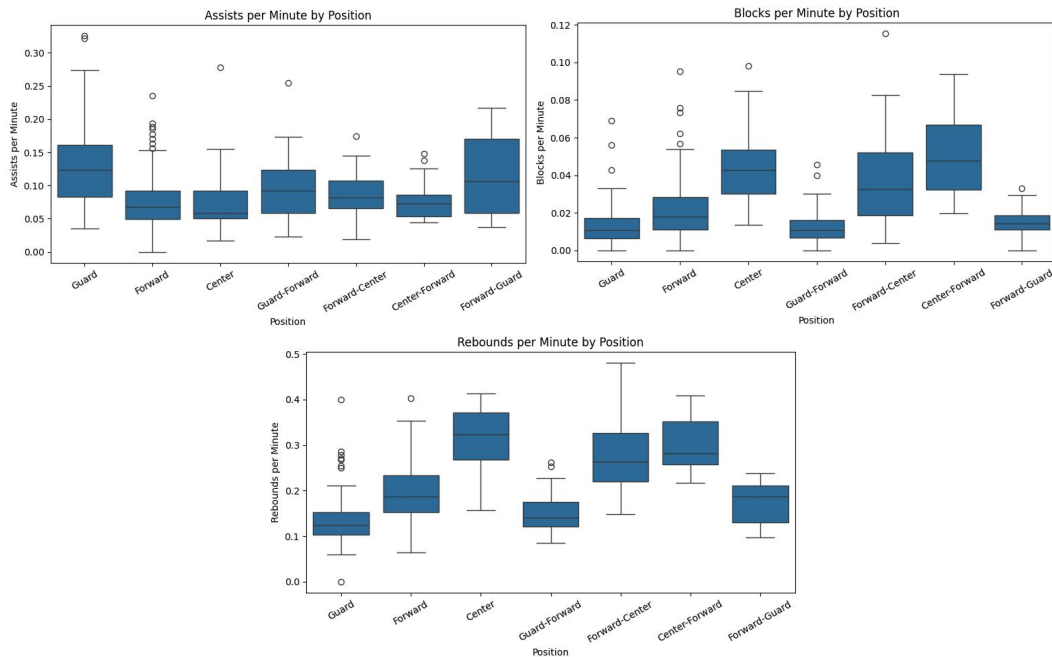 Assists per Minute by Position
Assists per Minute
0.30
0.25
0.20
0.15
0.10
0.05
0.00
Guard
Forward
Center
Guard-Forward
Forward-Center
Center-Forward
Forward-Guard
Position
Blocks per Minute by Position
Blocks per Minute
0.12
0.10
0.08
0.06
0.04
0.02
0.00
Guard
Forward
Center
Guard-Forward
Forward-Center
Center-Forward
Forward-Guard
Position
Rebounds per Minute by Position
Rebounds per Minute
0.5
0.4
0.3
0.2
0.1
0.0
Guard
Forward
Center
Guard-Forward
Forward-Center
Center-Forward
Forward-Guard
Position